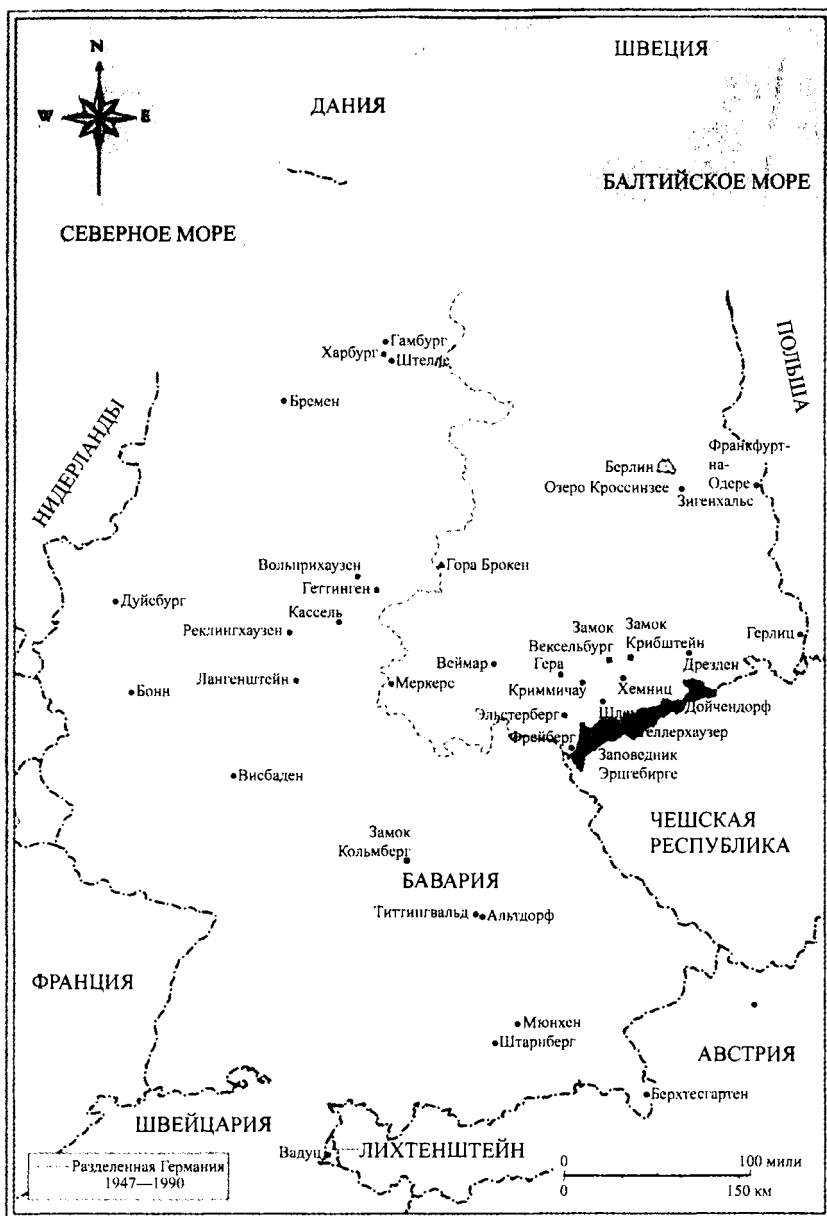 N
W E
ШВЕЦИЯ
ДАНИЯ
БАЛТИЙСКОЕ МОРЕ
СЕВЕРНОЕ МОРЕ
ПОЛЬША
НИДЕРЛАНДЫ
Гамбург
Харбург
Штелле
Бремен
Берлин
Франкфурт-
на-
Одере
Озеро Кроссинзее
Зигенхальс
Вольприхаузен
Гора Брокен
Геттинген
Дуйсбург
Кассель
Реклингхаузен
Замок
Вексельбург
Замок
Крибштейн
Герлиц
Веймар
Гера
Дрезден
Лангенштейн
Меркерс
Криммичау
Хемниц
Бонн
Эльстерберг
Дойчендорф
Фрейберг
Заповедник
Эрцгебирге
Висбаден
ЧЕШСКАЯ
РЕСПУБЛИКА
Замок
Кольмберг
БАВАРИЯ
Титтингвальд
Альтдорф
ФРАНЦИЯ
Мюнхен
Штарнберг
АВСТРИЯ
Берхтесгартен
ШВЕЙЦАРИЯ
Вадуц
ЛИХТЕНШТЕЙН
Разделенная Германия
1947—1990
0 100 мили
0 150 км